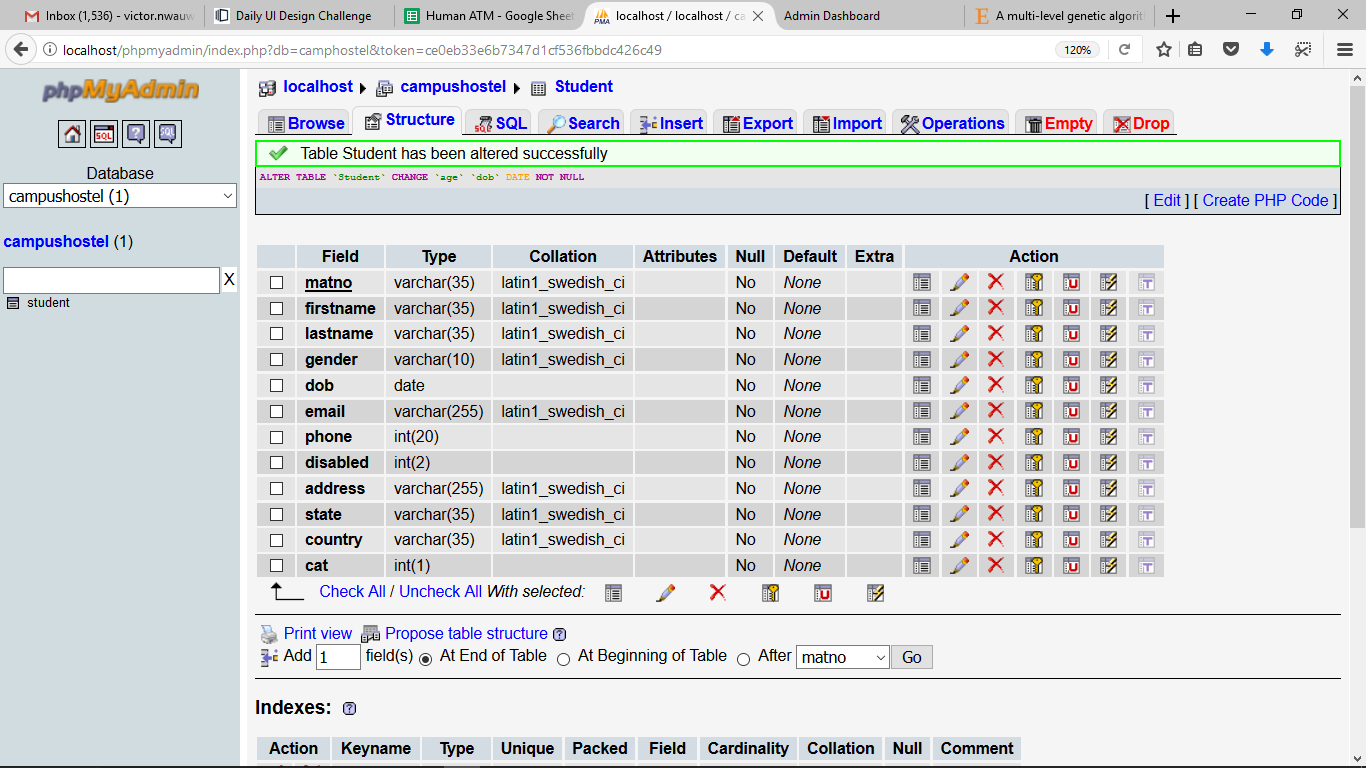 Inbox (1,536) - victor.nwauw
Daily UI Design Challenge
Human ATM - Google Sheet
PMA localhost / localhost / ca
Admin Dashboard
E A multi-level genetic algorit
localhost/phpmyadmin/index.php?db=camphostel&token=ce0eb33e6b7347d1cf536fbbdc426c49
120%
phpMyAdmin
SQL
SQL
Database
campushostel (1)
campushostel (1)
X
student
localhost campushostel Student
Browse Structure SQL Search Insert Export Import Operations Empty Drop
Table Student has been altered successfully
ALTER TABLE `Student` CHANGE `age` `dob` DATE NOT NULL
[ Edit ] [ Create PHP Code ]
Field Type Collation Attributes Null Default Extra Action
matno varchar(35) latin1_swedish_ci No None
firstname varchar(35) latin1_swedish_ci No None
lastname varchar(35) latin1_swedish_ci No None
gender varchar(10) latin1_swedish_ci No None
dob date No None
email varchar(255) latin1_swedish_ci No None
phone int(20) No None
disabled int(2) No None
address varchar(255) latin1_swedish_ci No None
state varchar(35) latin1_swedish_ci No None
country varchar(35) latin1_swedish_ci No None
cat int(1) No None
Check All / Uncheck All With selected:
Print view Propose table structure
Add 1 field(s) At End of Table At Beginning of Table After matno Go
Indexes:
Action Keyname Type Unique Packed Field Cardinality Collation Null Comment